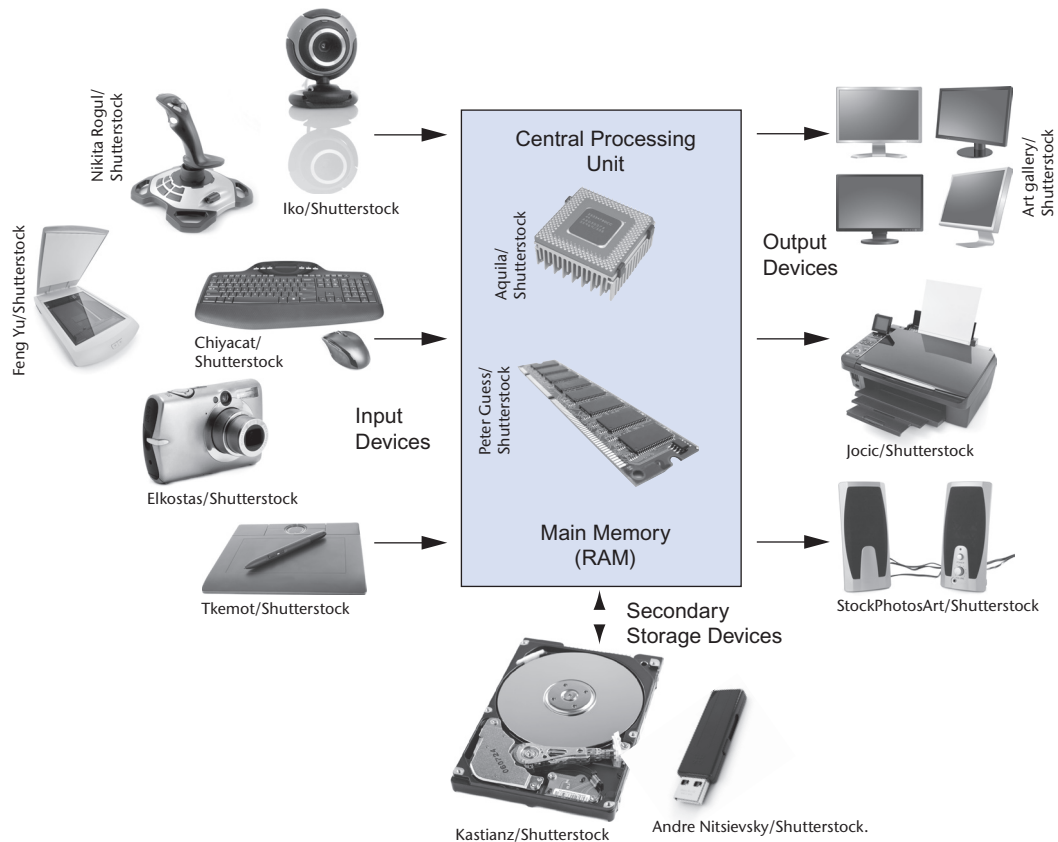 Nikita Rogul/
Shutterstock
Iko/Shutterstock
Feng Yu/Shutterstock
Chiyacat/
Shutterstock
Input
Devices
Elkostas/Shutterstock
Tkemot/Shutterstock
Central Processing
Unit
Aquila/
Shutterstock
Peter Guess/
Shutterstock
Main Memory
(RAM)
Output
Devices
Art gallery/
Shutterstock
Jocic/Shutterstock
StockPhotosArt/Shutterstock
Secondary
Storage Devices
080724
Kastianz/Shutterstock
Andre Nitsievsky/Shutterstock.